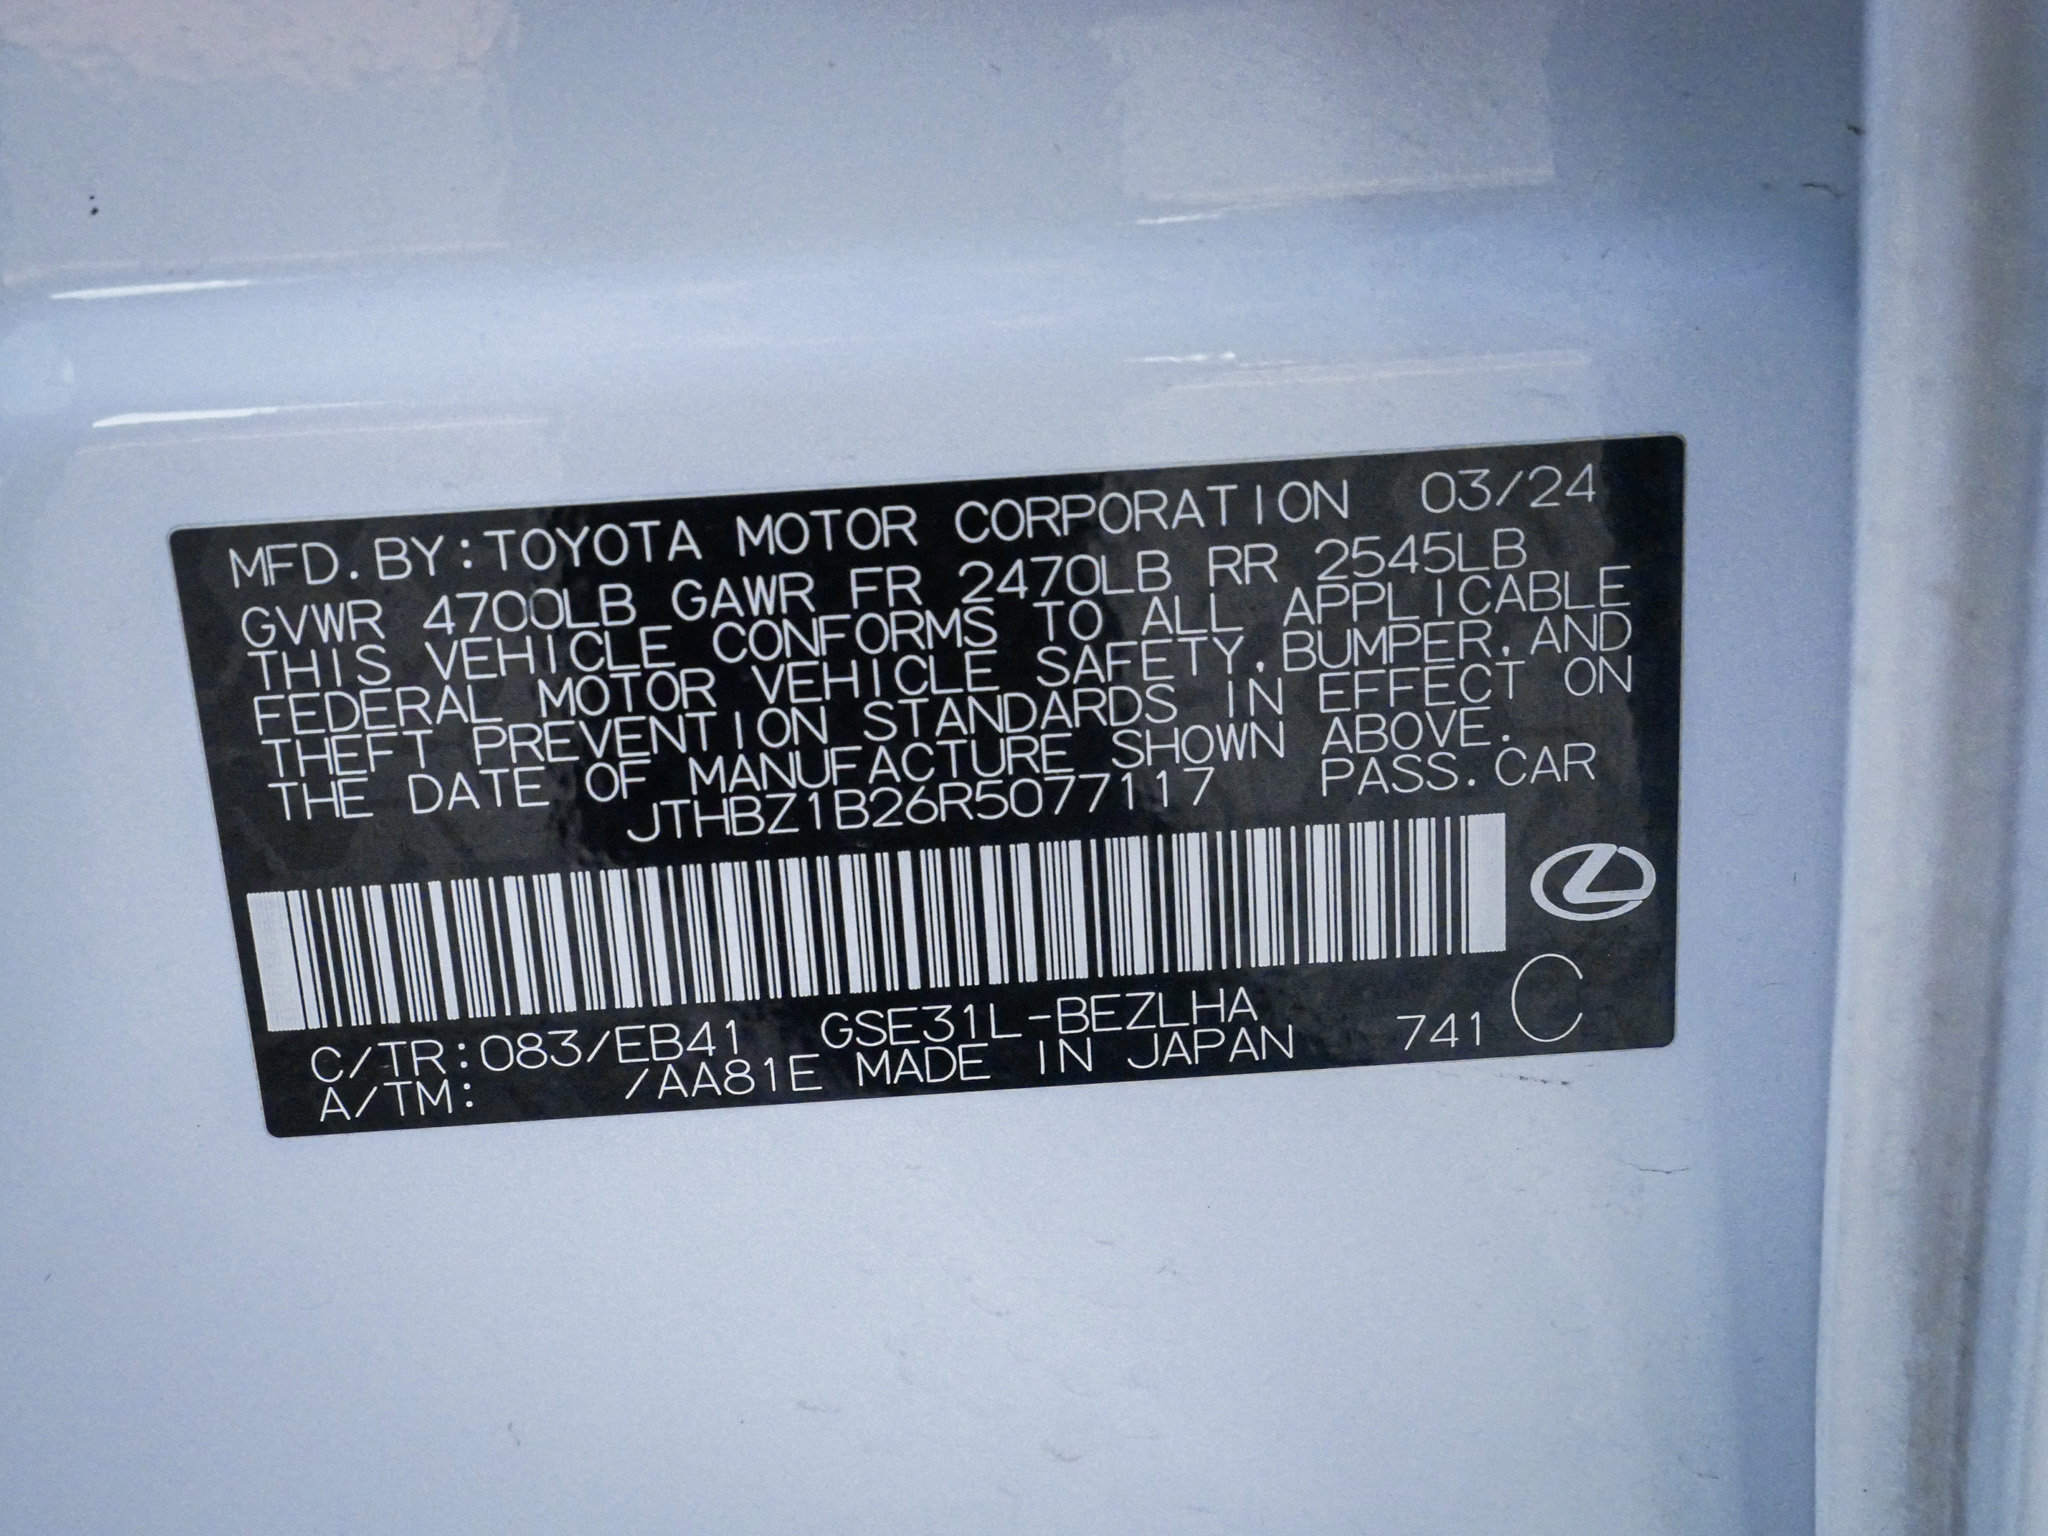 MFD.BY:TOYOTA MOTOR CORPORATION 03/24
GVWR 4700LB GAWR FR 2470LB RR 2545LB
THIS VEHICLE CONFORMS TO ALL APPLICABLE
FEDERAL MOTOR VEHICLE SAFETY,BUMPER,AND
THEFT PREVENTION STANDARDS IN EFFECT ON
THE DATE OF MANUFACTURE SHOWN ABOVE.
JTHBZ1B26R5077117 PASS.CAR
C/TR:083/EB41 GSE31L-BEZLHA
A/TM: /AA81E MADE IN JAPAN 741 C